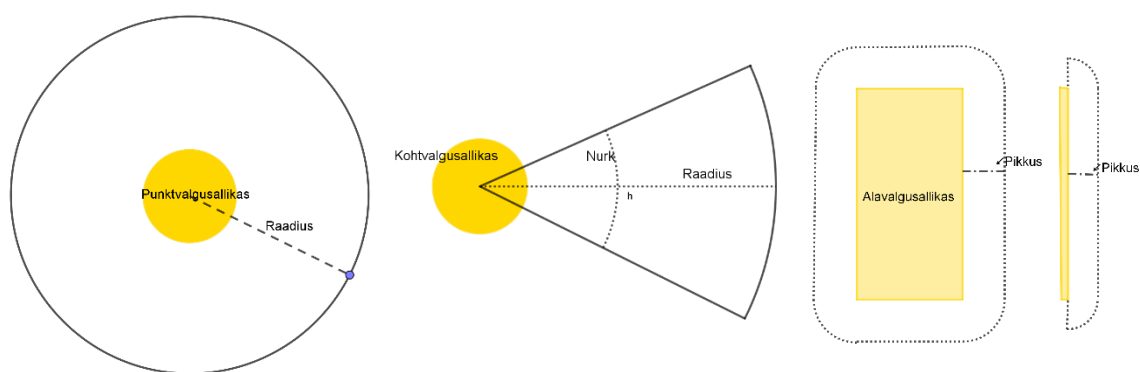 Punktvalgusallikas
Raadius
Kohtvalgusallikas
Nurk
Raadius
h
Pikkus
Alavalgusallikas
Pikkus